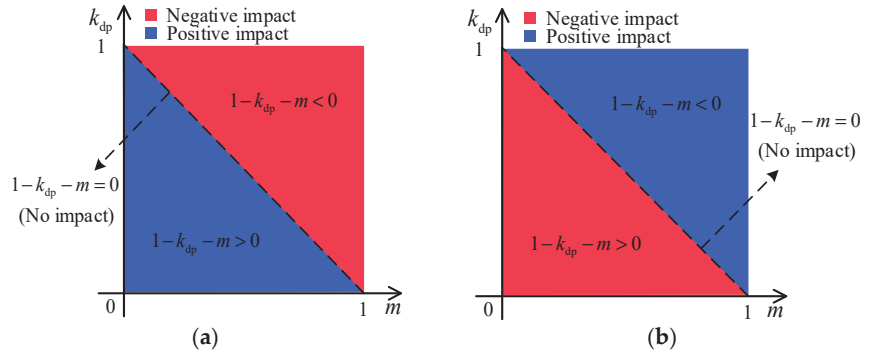 k_dp
Negative impact
Positive impact
1
1−k_dp−m<0
1−k_dp−m=0
(No impact)
1−k_dp−m>0
0
1
m
(a)
k_dp
Negative impact
Positive impact
1
1−k_dp−m<0
1−k_dp−m=0
(No impact)
1−k_dp−m>0
0
1
m
(b)